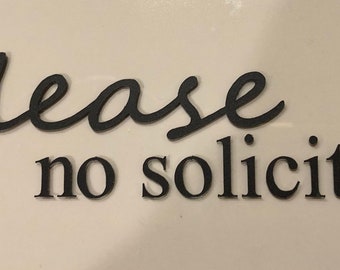 lease
no solicit